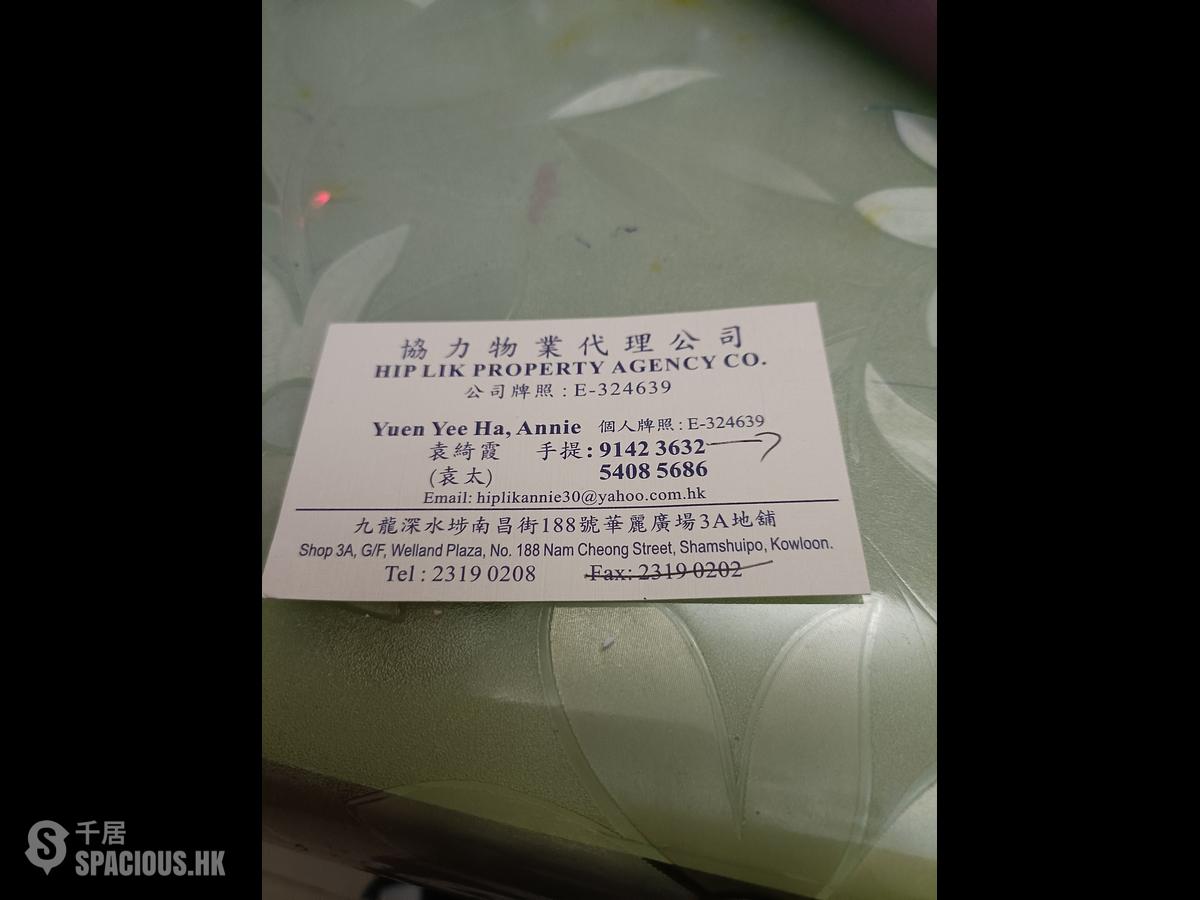 協力物業代理公司
HIP LIK PROPERTY AGENCY CO.
公司牌照 : E-324639
Yuen Yee Ha, Annie 個人牌照 : E-324639
袁綺霞 手提 : 9142 3632
(袁太) 5408 5686
Email: hiplikannie30@yahoo.com.hk
九龍深水埗南昌街188號華麗廣場3A地舖
Shop 3A, G/F, Welland Plaza, No. 188 Nam Cheong Street, Shamshuipo, Kowloon.
Tel : 2319 0208 Fax: 2319 0202
千居
SPACIOUS.HK